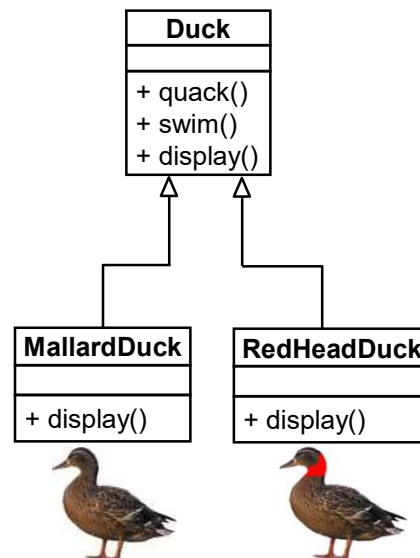 Duck
+ quack()
+ swim()
+ display()
MallardDuck
+ display()
RedHeadDuck
+ display()